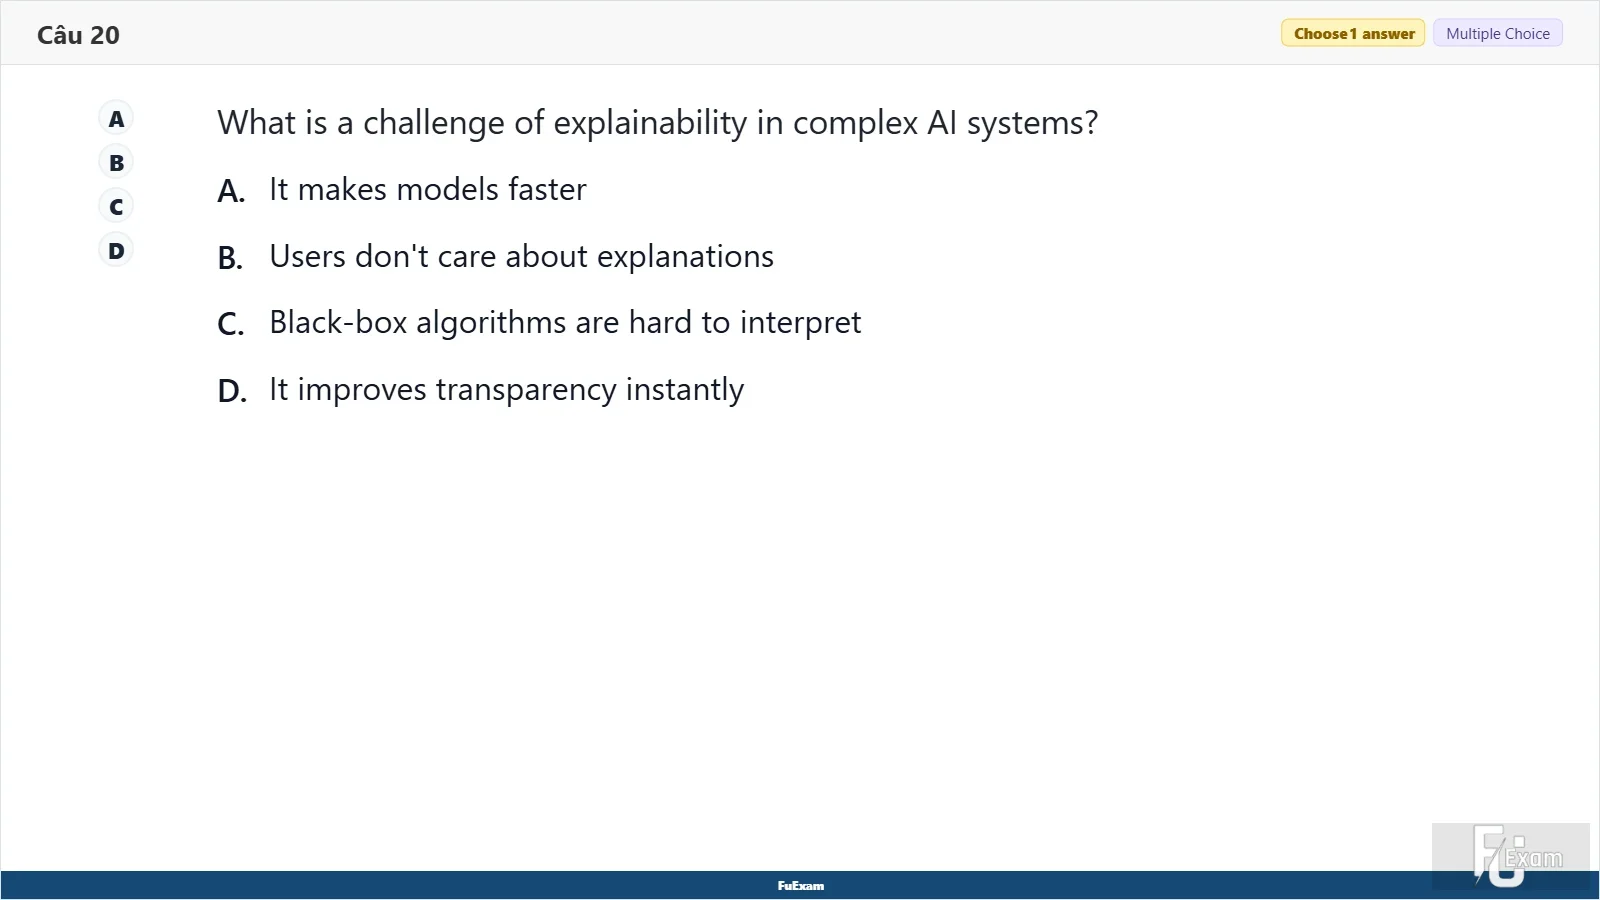 Câu 20
Choose 1 answer
Multiple Choice
A
B
C
D
What is a challenge of explainability in complex AI systems?
A. It makes models faster
B. Users don't care about explanations
C. Black-box algorithms are hard to interpret
D. It improves transparency instantly
FU Exam
FuExam